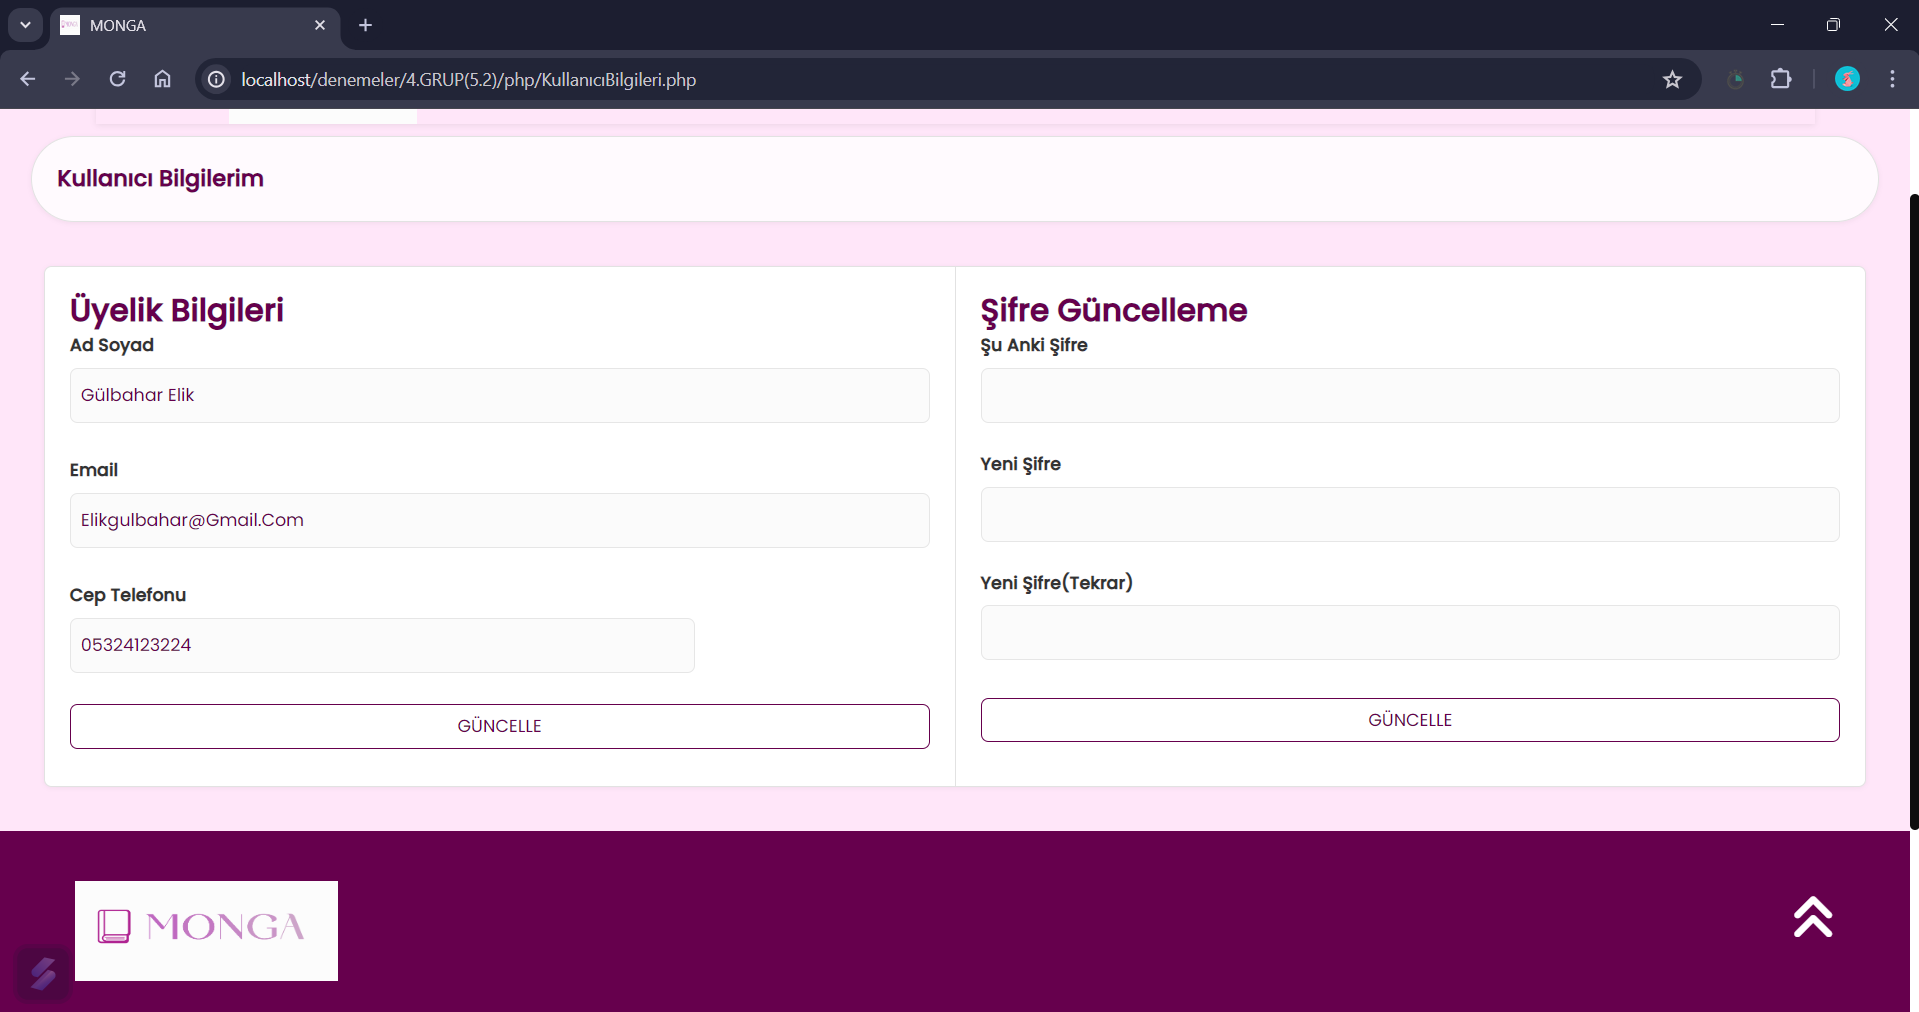 MONGA
localhost/denemeler/4.GRUP(5.2)/php/KullanıcıBilgileri.php
Kullanıcı Bilgilerim
Üyelik Bilgileri
Ad Soyad
Gülbahar Elik
Email
Elikgulbahar@Gmail.Com
Cep Telefonu
05324123224
GÜNCELLE
Şifre Güncelleme
Şu Anki Şifre
Yeni Şifre
Yeni Şifre(Tekrar)
GÜNCELLE
MONGA